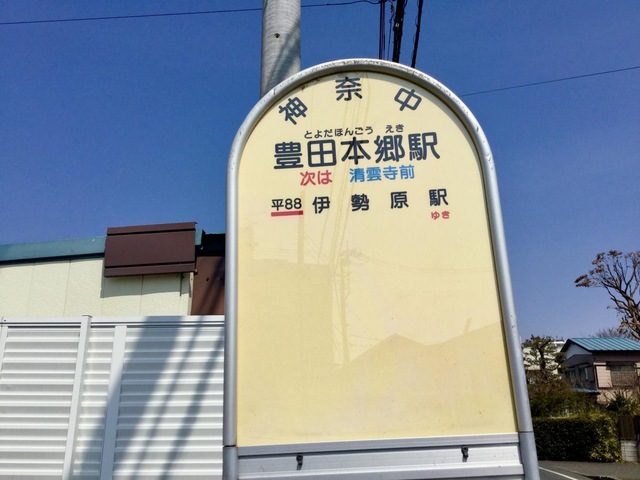 神奈中
とよだほんごう えき
豊田本郷駅
次は 清雲寺前
平88 伊勢原駅
ゆき